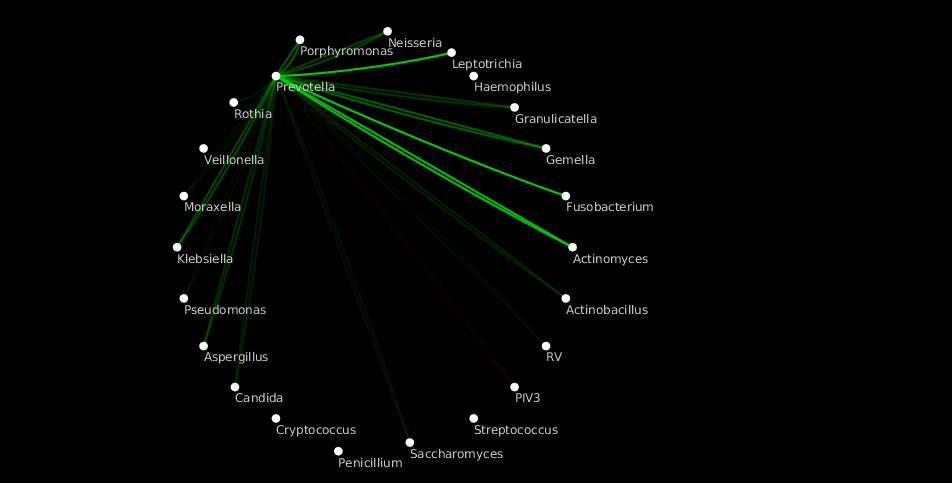 Neisseria
Porphyromonas
Leptotrichia
Prevotella
Haemophilus
Rothia
Granulicatella
Veillonella
Gemella
Moraxella
Fusobacterium
Klebsiella
Actinomyces
Pseudomonas
Actinobacillus
Aspergillus
RV
Candida
PIV3
Cryptococcus
Streptococcus
Saccharomyces
Penicillium